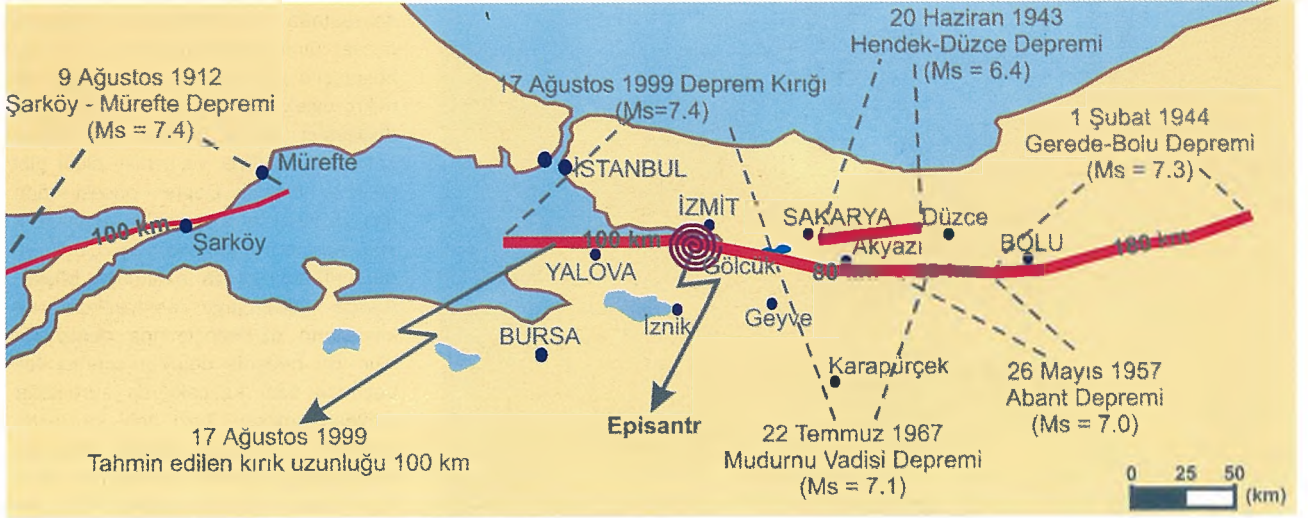 20 Haziran 1943
Hendek-Düzce Depremi
(Ms = 6.4)
9 Ağustos 1912
Şarköy - Mürefte Depremi
(Ms = 7.4)
17 Ağustos 1999 Deprem Kırığı
(Ms=7.4)
1 Şubat 1944
Gerede-Bolu Depremi
(Ms = 7.3)
Mürefte
İSTANBUL
İZMİT
SAKARYA
Düzce
100 km
Şarköy
100 km
Akyazı
BOLU
YALOVA
Gölcük
80 km
İznik
Geyve
BURSA
Karapürçek
26 Mayıs 1957
Abant Depremi
(Ms = 7.0)
Episantr
17 Ağustos 1999
Tahmin edilen kırık uzunluğu 100 km
22 Temmuz 1967
Mudurnu Vadisi Depremi
(Ms = 7.1)
0 25 50
(km)